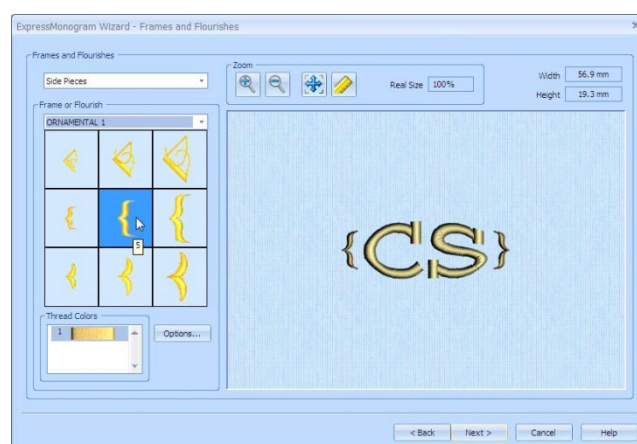 ExpressMonogram Wizard - Frames and Flourishes
Frames and Flourishes
Side Pieces
Frame or Flourish
ORNAMENTAL 1
5
Thread Colors
1
Options...
Zoom
Real Size 100%
Width 56.9 mm
Height 19.3 mm
{CS}
< Back Next > Cancel Help